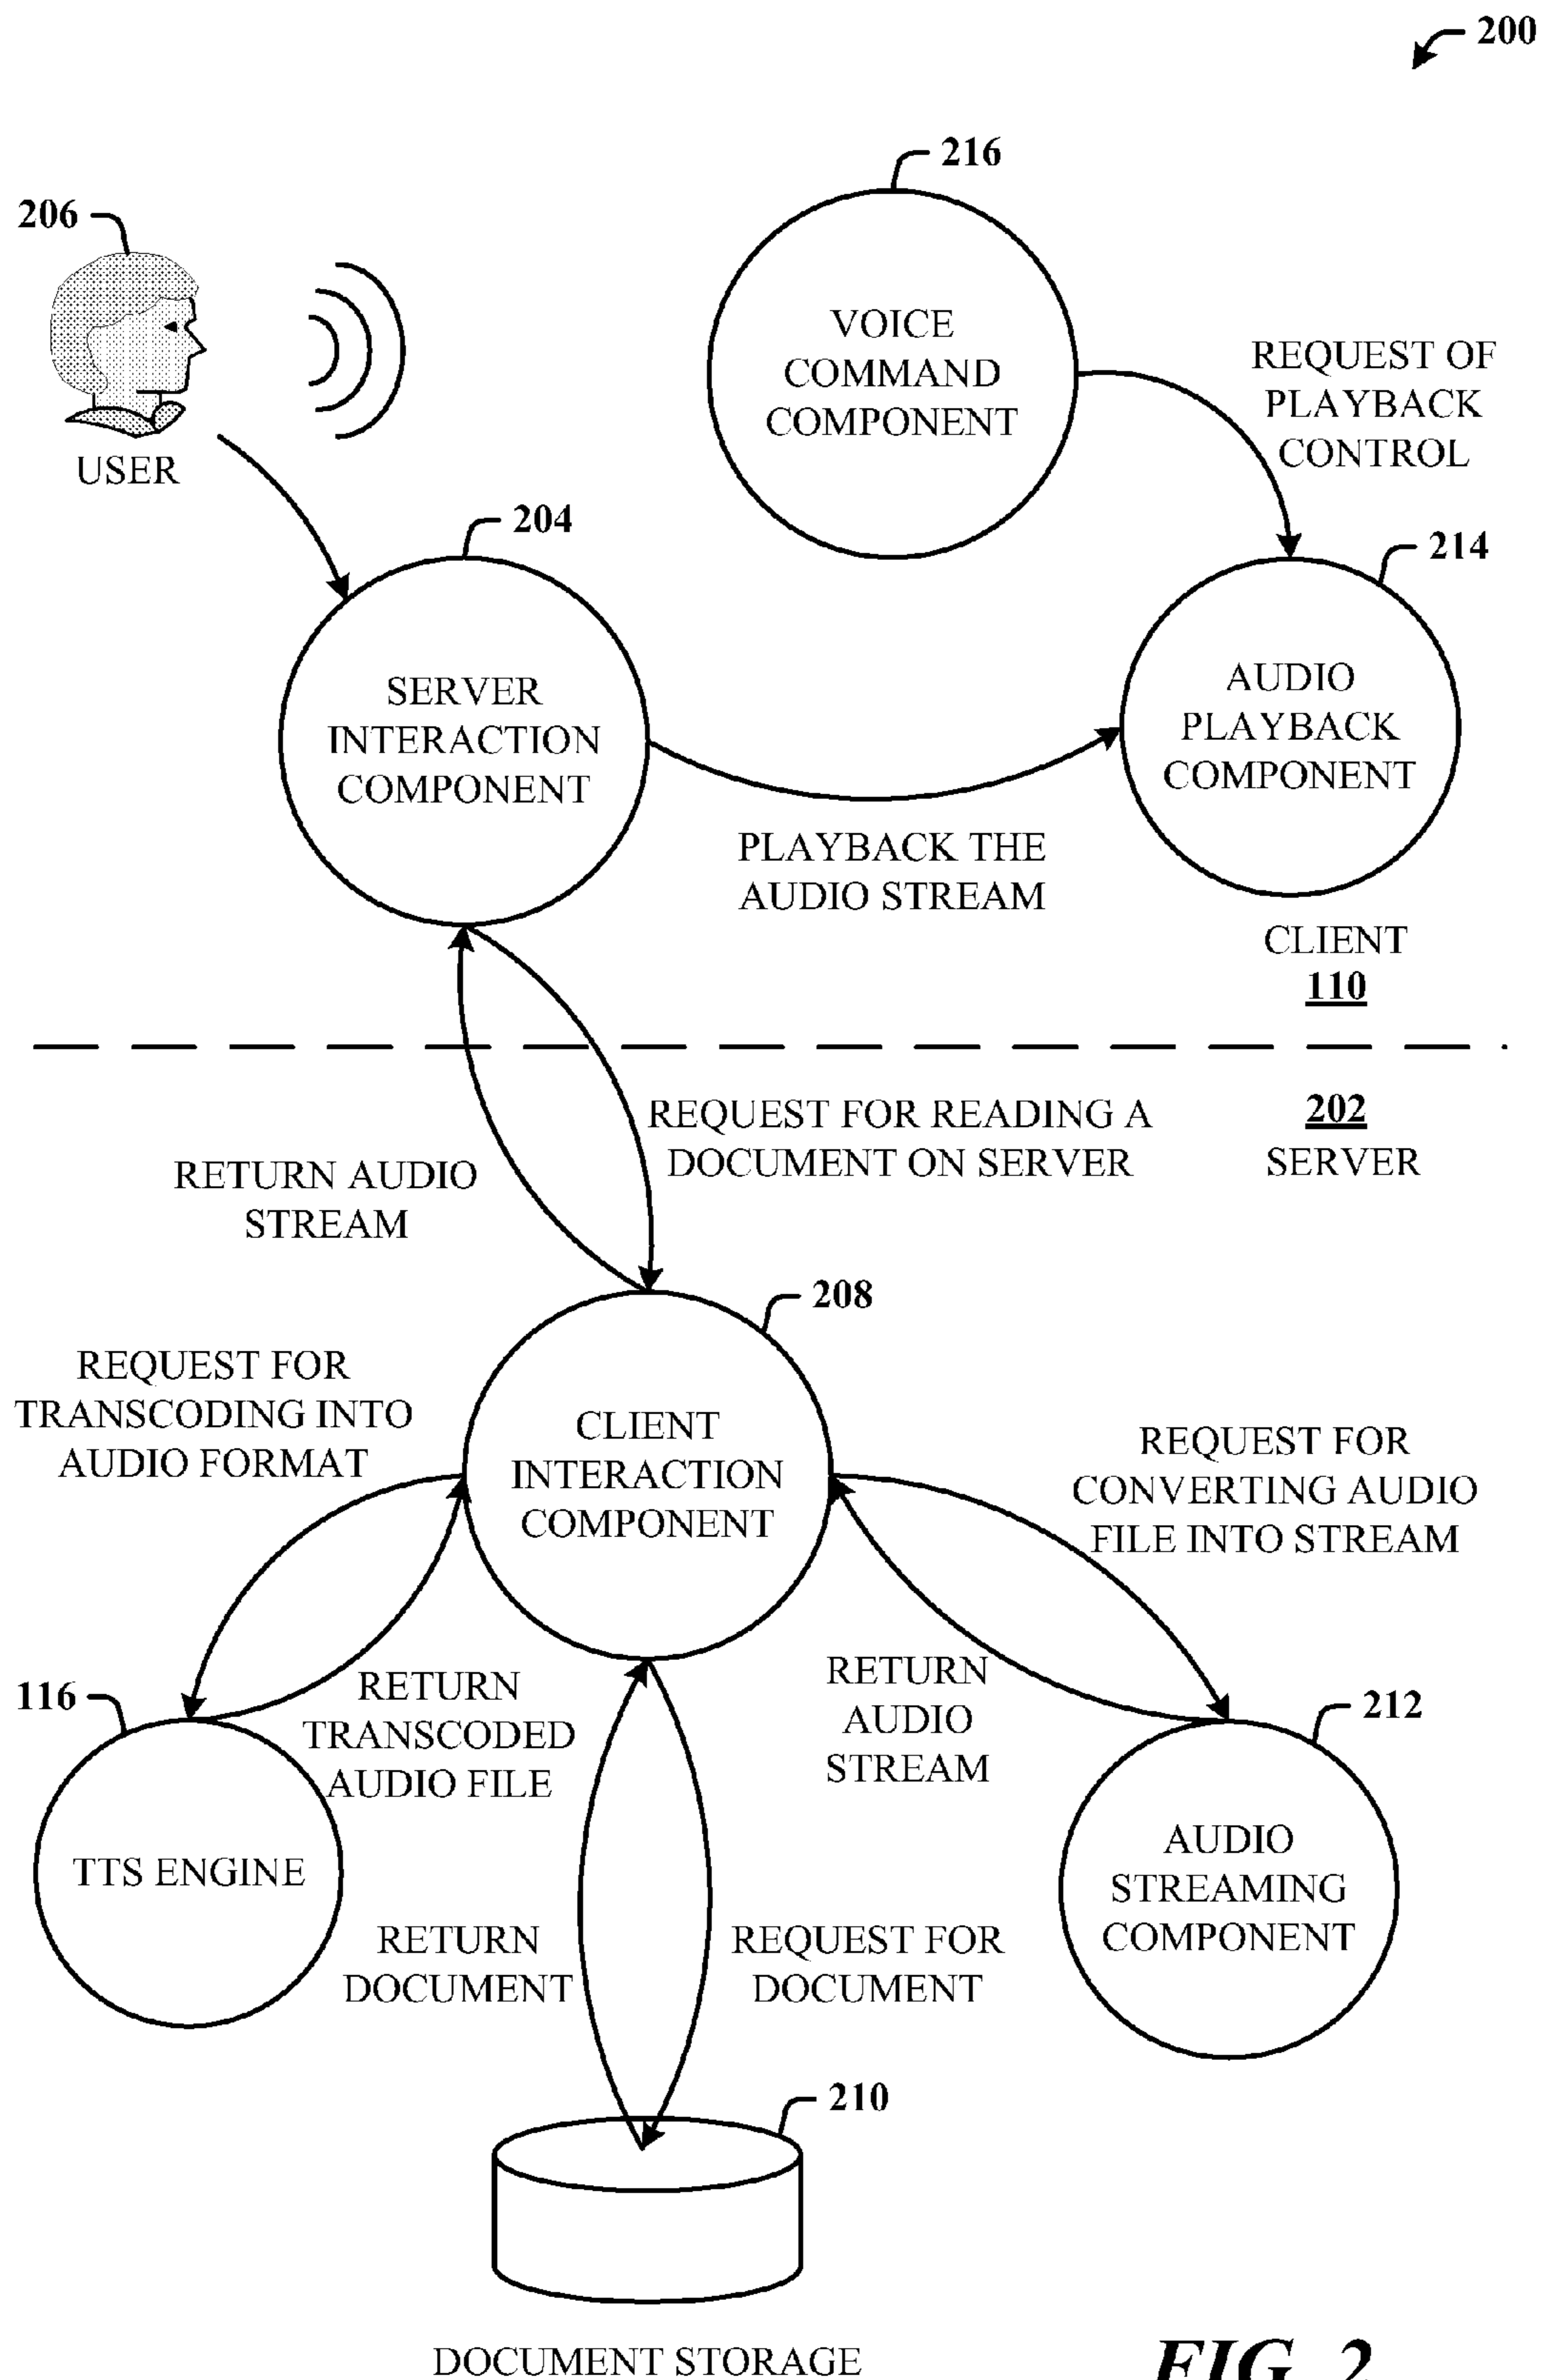 200
216
206
VOICE
COMMAND
COMPONENT
REQUEST OF
PLAYBACK
CONTROL
USER
204
214
SERVER
INTERACTION
COMPONENT
AUDIO
PLAYBACK
COMPONENT
PLAYBACK THE
AUDIO STREAM
CLIENT
110
202
SERVER
REQUEST FOR READING A
DOCUMENT ON SERVER
RETURN AUDIO
STREAM
208
REQUEST FOR
TRANSCODING INTO
AUDIO FORMAT
CLIENT
INTERACTION
COMPONENT
REQUEST FOR
CONVERTING AUDIO
FILE INTO STREAM
116
RETURN
TRANSCODED
AUDIO FILE
RETURN
AUDIO
STREAM
212
TTS ENGINE
AUDIO
STREAMING
COMPONENT
RETURN
DOCUMENT
REQUEST FOR
DOCUMENT
210
DOCUMENT STORAGE
FIG. 2